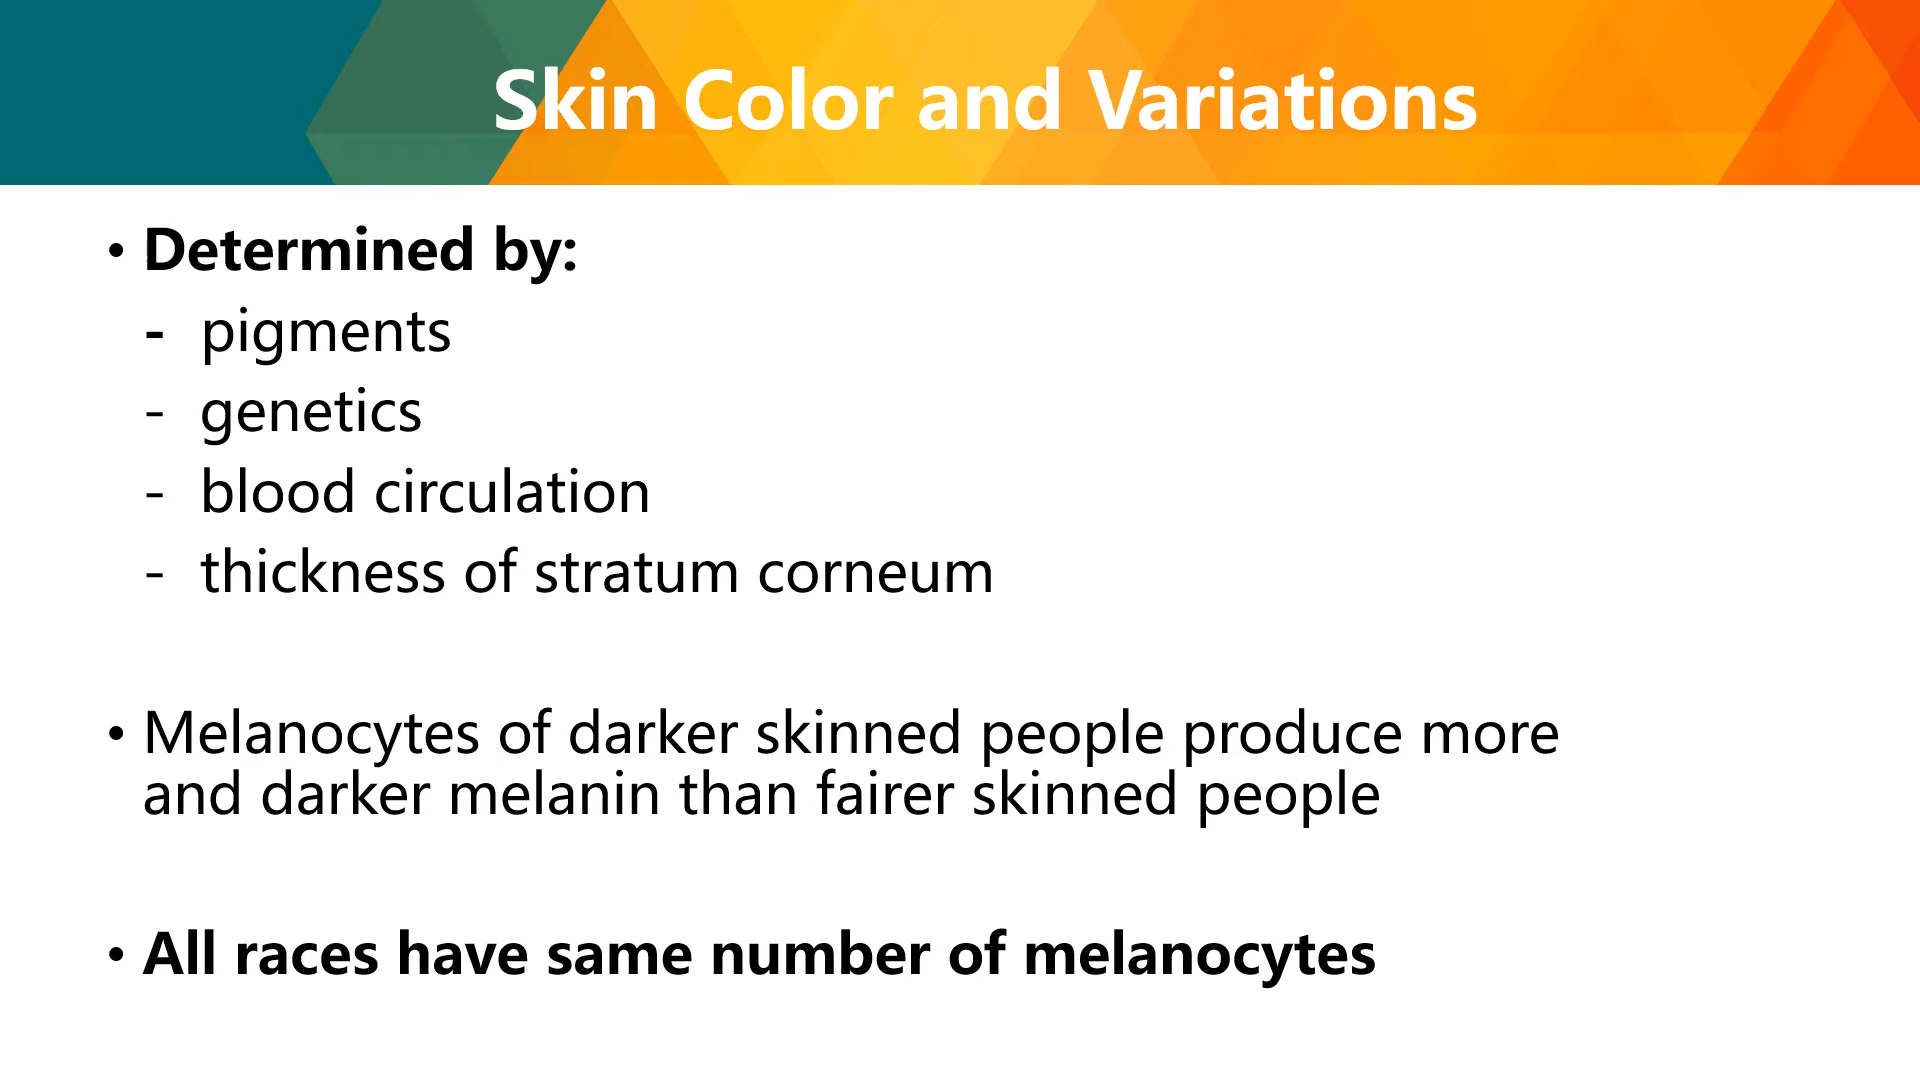 Skin Color and Variations
• Determined by:
- pigments
- genetics
- blood circulation
- thickness of stratum corneum
• Melanocytes of darker skinned people produce more
and darker melanin than fairer skinned people
• All races have same number of melanocytes